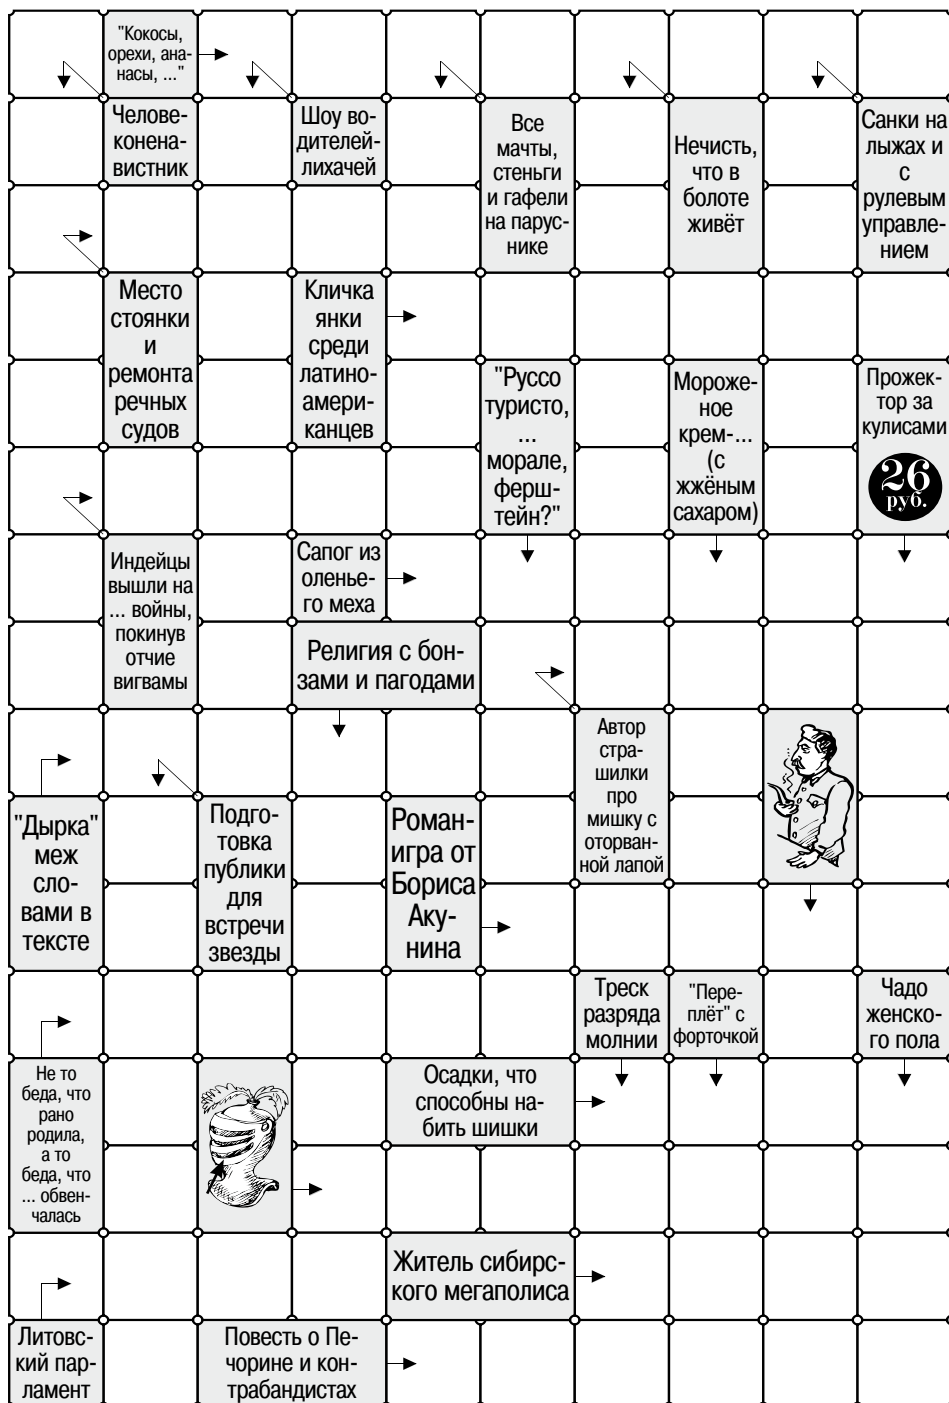 "Кокосы,
орехи, ана-
насы, ..."
Челове-
коненa-
вистник
Шоу во-
дителей-
лихачей
Все
мачты,
стеньги
и гафели
на парус-
нике
Нечисть,
что в
болоте
живёт
Санки на
лыжах и
с
рулевым
управле-
нием
Место
стоянки
и
ремонта
речных
судов
Кличка
янки
среди
латино-
амери-
канцев
"Руссо
туристо,
...
морале,
ферш-
тейн?"
Мороже-
ное
крем-...
(с
жжёным
сахаром)
Прожек-
тор за
кулисами
26
руб.
Индейцы
вышли на
... войны,
покинув
отчие
вигвамы
Сапог из
оленье-
го меха
Религия с бон-
зами и пагодами
Автор
стра-
шилки
про
мишку с
оторван-
ной лапой
"Дырка"
меж
сло-
вами в
тексте
Подго-
товка
публики
для
встречи
звезды
Роман-
игра от
Бориса
Аку-
нина
Треск
разряда
молнии
"Пере-
плёт" с
форточкой
Чадо
женско-
го пола
Не то
беда, что
рано
родила,
а то
беда, что
... обвен-
чалась
Осадки, что
способны на-
бить шишки
Житель сибирс-
кого мегаполиса
Литовс-
кий пар-
ламент
Повесть о Пе-
чорине и кон-
трабандистах